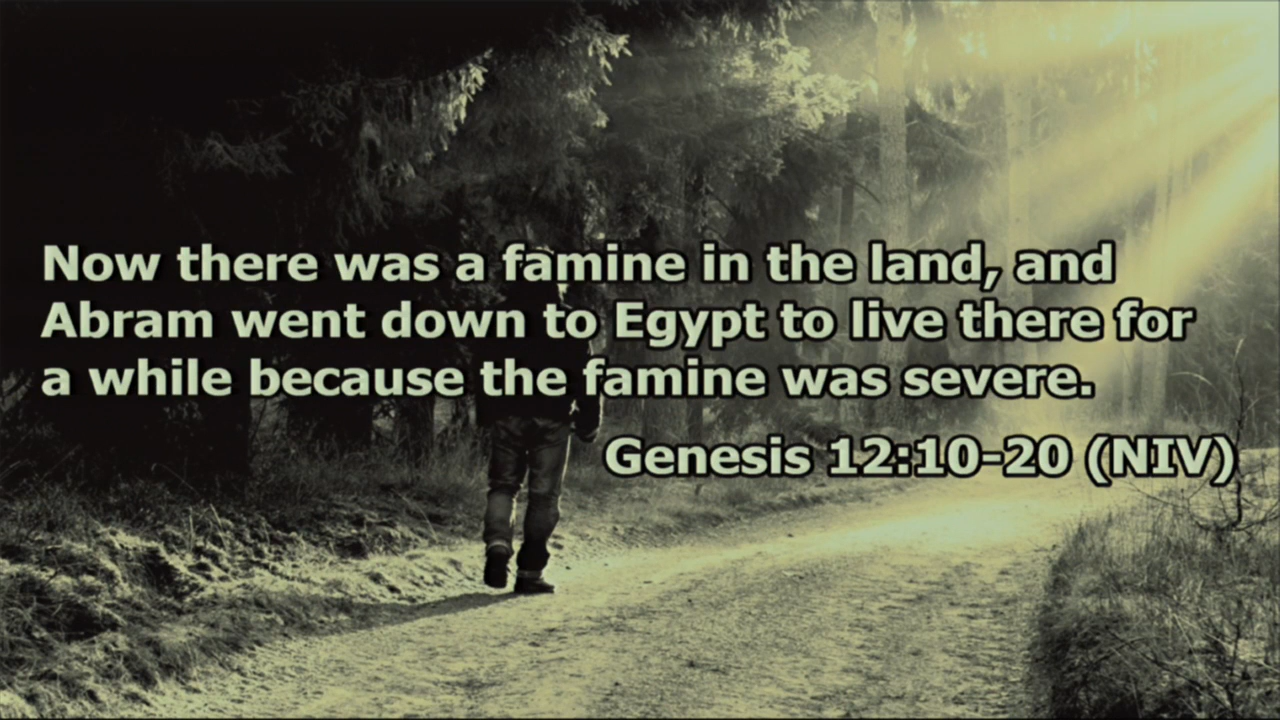 Now there was a famine in the land, and
Abram went down to Egypt to live there for
a while because the famine was severe.
Genesis 12:10-20 (NIV)